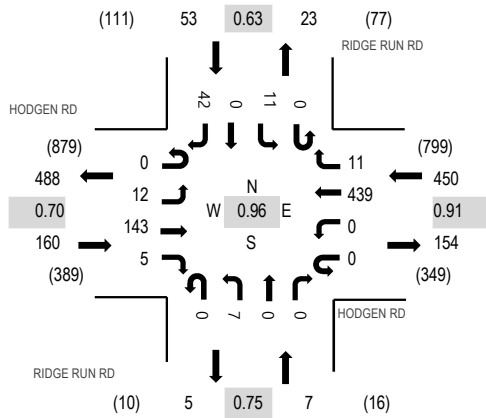 (111) 53 0.63 23 (77)
RIDGE RUN RD
42 0 11 0
HODGEN RD
(879) 0 11 (799)
488 12 N 439 450
0.70 143 W 0.96 E 0 0.91
160 5 S 0 154
(389) (349)
0 7 0 0
HODGEN RD
RIDGE RUN RD
(10) 5 0.75 7 (16)